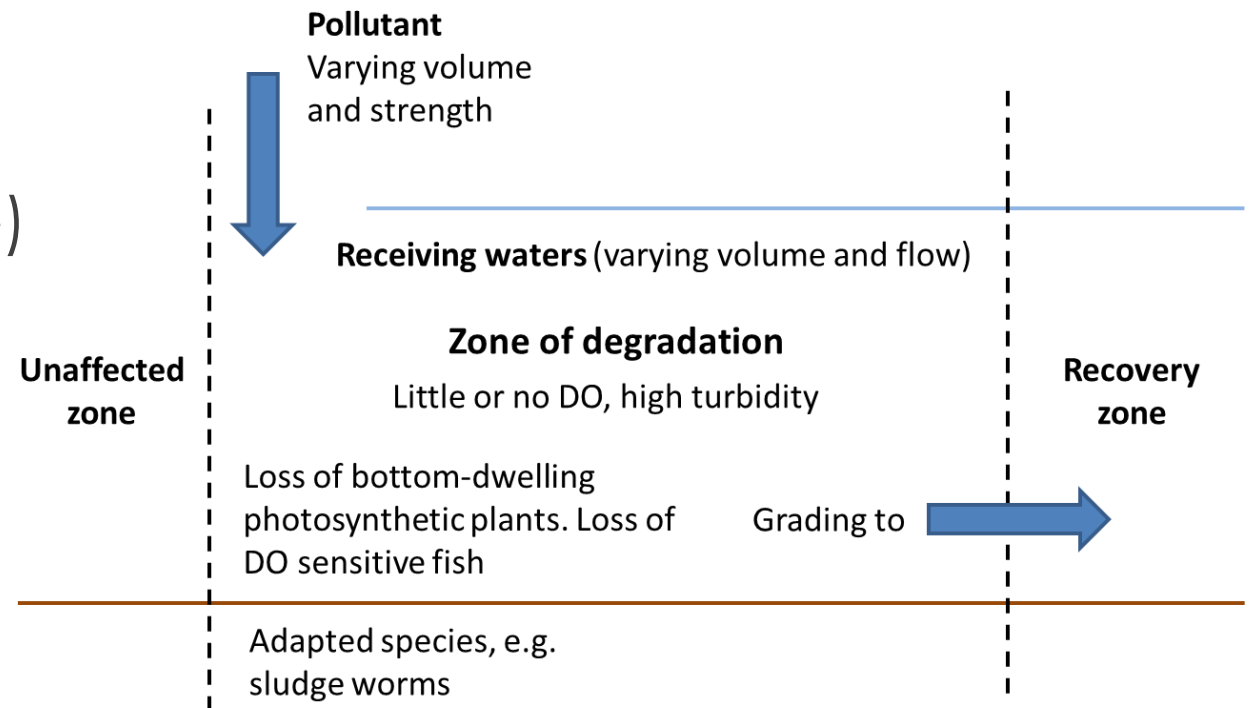 Pollutant
Varying volume
and strength
)
Receiving waters (varying volume and flow)
Zone of degradation
Little or no DO, high turbidity
Unaffected
zone
Recovery
zone
Loss of bottom-dwelling
photosynthetic plants. Loss of
DO sensitive fish
Grading to
Adapted species, e.g.
sludge worms